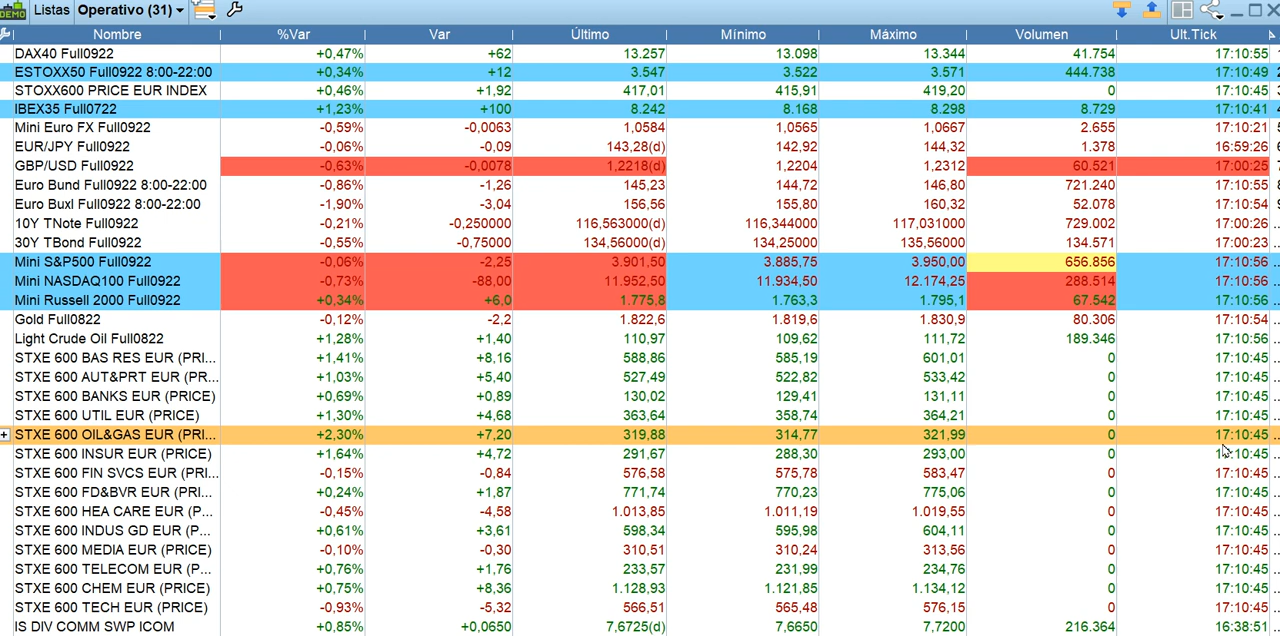 DEMO Listas Operativo (31)
Nombre %Var Var Último Mínimo Máximo Volumen Ult.Tick
DAX40 Full0922 +0,47% +62 13.257 13.098 13.344 41.754 17:10:55
ESTOXX50 Full0922 8:00-22:00 +0,34% +12 3.547 3.522 3.571 444.738 17:10:49
STOXX600 PRICE EUR INDEX +0,46% +1,92 417,01 415,91 419,20 0 17:10:45
IBEX35 Full0722 +1,23% +100 8.242 8.168 8.298 8.729 17:10:41
Mini Euro FX Full0922 -0,59% -0,0063 1,0584 1,0565 1,0667 2.655 17:10:21
EUR/JPY Full0922 -0,06% -0,09 143,28(d) 142,92 144,32 1.378 16:59:26
GBP/USD Full0922 -0,63% -0,0078 1,2218(d) 1,2204 1,2312 60.521 17:00:25
Euro Bund Full0922 8:00-22:00 -0,86% -1,26 145,23 144,72 146,80 721.240 17:10:55
Euro Buxl Full0922 8:00-22:00 -1,90% -3,04 156,56 155,80 160,32 52.078 17:10:54
10Y TNote Full0922 -0,21% -0,250000 116,563000(d) 116,344000 117,031000 729.002 17:00:26
30Y TBond Full0922 -0,55% -0,75000 134,56000(d) 134,25000 135,56000 134.571 17:00:23
Mini S&P500 Full0922 -0,06% -2,25 3.901,50 3.885,75 3.950,00 656.856 17:10:56
Mini NASDAQ100 Full0922 -0,73% -88,00 11.952,50 11.934,50 12.174,25 288.514 17:10:56
Mini Russell 2000 Full0922 +0,34% +6,0 1.775,8 1.763,3 1.795,1 67.542 17:10:56
Gold Full0822 -0,12% -2,2 1.822,6 1.819,6 1.830,9 80.306 17:10:54
Light Crude Oil Full0822 +1,28% +1,40 110,97 109,62 111,72 189.346 17:10:56
STXE 600 BAS RES EUR (PRI... +1,41% +8,16 588,86 585,19 601,01 0 17:10:45
STXE 600 AUT&PRT EUR (PR... +1,03% +5,40 527,49 522,82 533,42 0 17:10:45
STXE 600 BANKS EUR (PRICE) +0,69% +0,89 130,02 129,41 131,11 0 17:10:45
STXE 600 UTIL EUR (PRICE) +1,30% +4,68 363,64 358,74 364,21 0 17:10:45
STXE 600 OIL&GAS EUR (PRI... +2,30% +7,20 319,88 314,77 321,99 0 17:10:45
STXE 600 INSUR EUR (PRICE) +1,64% +4,72 291,67 288,30 293,00 0 17:10:45
STXE 600 FIN SVCS EUR (PRI... -0,15% -0,84 576,58 575,78 583,47 0 17:10:45
STXE 600 FD&BVR EUR (PRI... +0,24% +1,87 771,74 770,23 775,06 0 17:10:45
STXE 600 HEA CARE EUR (P... -0,45% -4,58 1.013,85 1.011,19 1.019,55 0 17:10:45
STXE 600 INDUS GD EUR (P... +0,61% +3,61 598,34 595,98 604,11 0 17:10:45
STXE 600 MEDIA EUR (PRICE) -0,10% -0,30 310,51 310,24 313,56 0 17:10:45
STXE 600 TELECOM EUR (P... +0,76% +1,76 233,57 231,99 234,76 0 17:10:45
STXE 600 CHEM EUR (PRICE) +0,75% +8,36 1.128,93 1.121,85 1.134,12 0 17:10:45
STXE 600 TECH EUR (PRICE) -0,93% -5,32 566,51 565,48 576,15 0 17:10:45
IS DIV COMM SWP ICOM +0,85% +0,0650 7,6725(d) 7,6650 7,7200 216.364 16:38:51